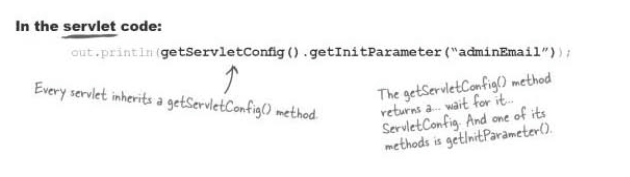 In the servlet code:
out.println(getServletConfig().getInitParameter("adminEmail"));
Every servlet inherits a getServletConfig() method.
The getServletConfig() method
returns a... wait for it...
ServletConfig. And one of its
methods is getInitParameter().